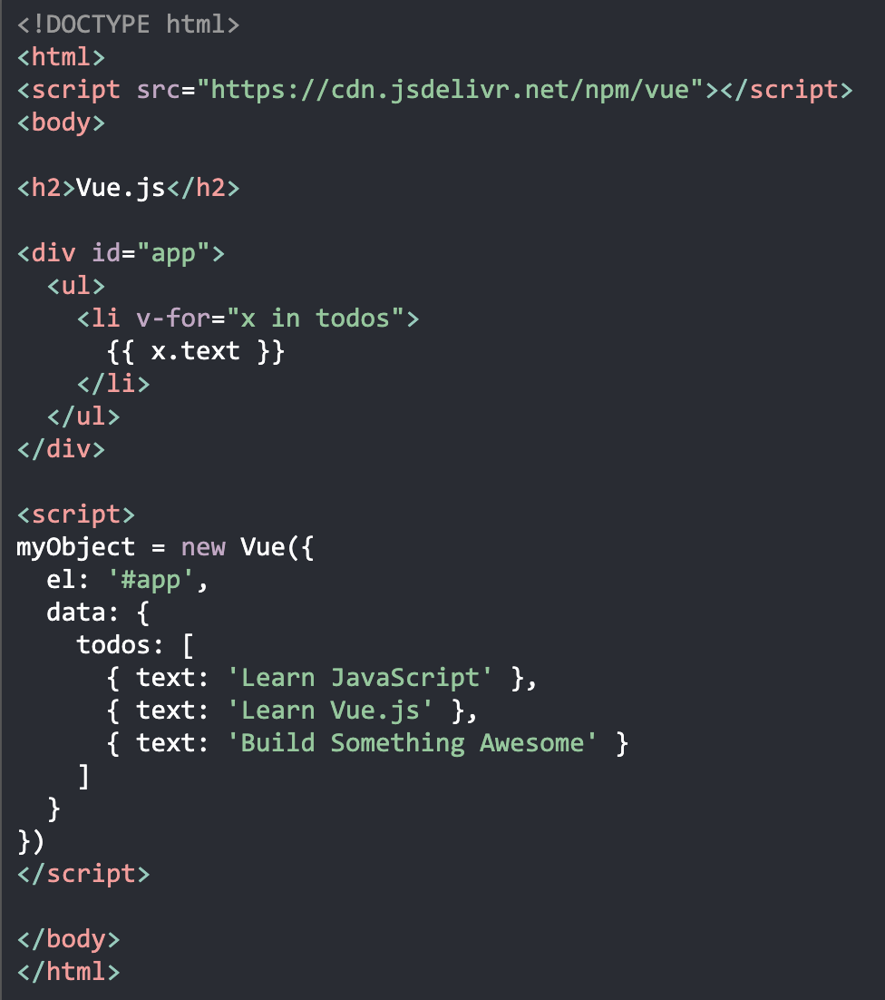 <!DOCTYPE html>
<html>
<script src="https://cdn.jsdelivr.net/npm/vue"></script>
<body>

<h2>Vue.js</h2>

<div id="app">
  <ul>
    <li v-for="x in todos">
      {{ x.text }}
    </li>
  </ul>
</div>

<script>
myObject = new Vue({
  el: '#app',
  data: {
    todos: [
      { text: 'Learn JavaScript' },
      { text: 'Learn Vue.js' },
      { text: 'Build Something Awesome' }
    ]
  }
})
</script>

</body>
</html>